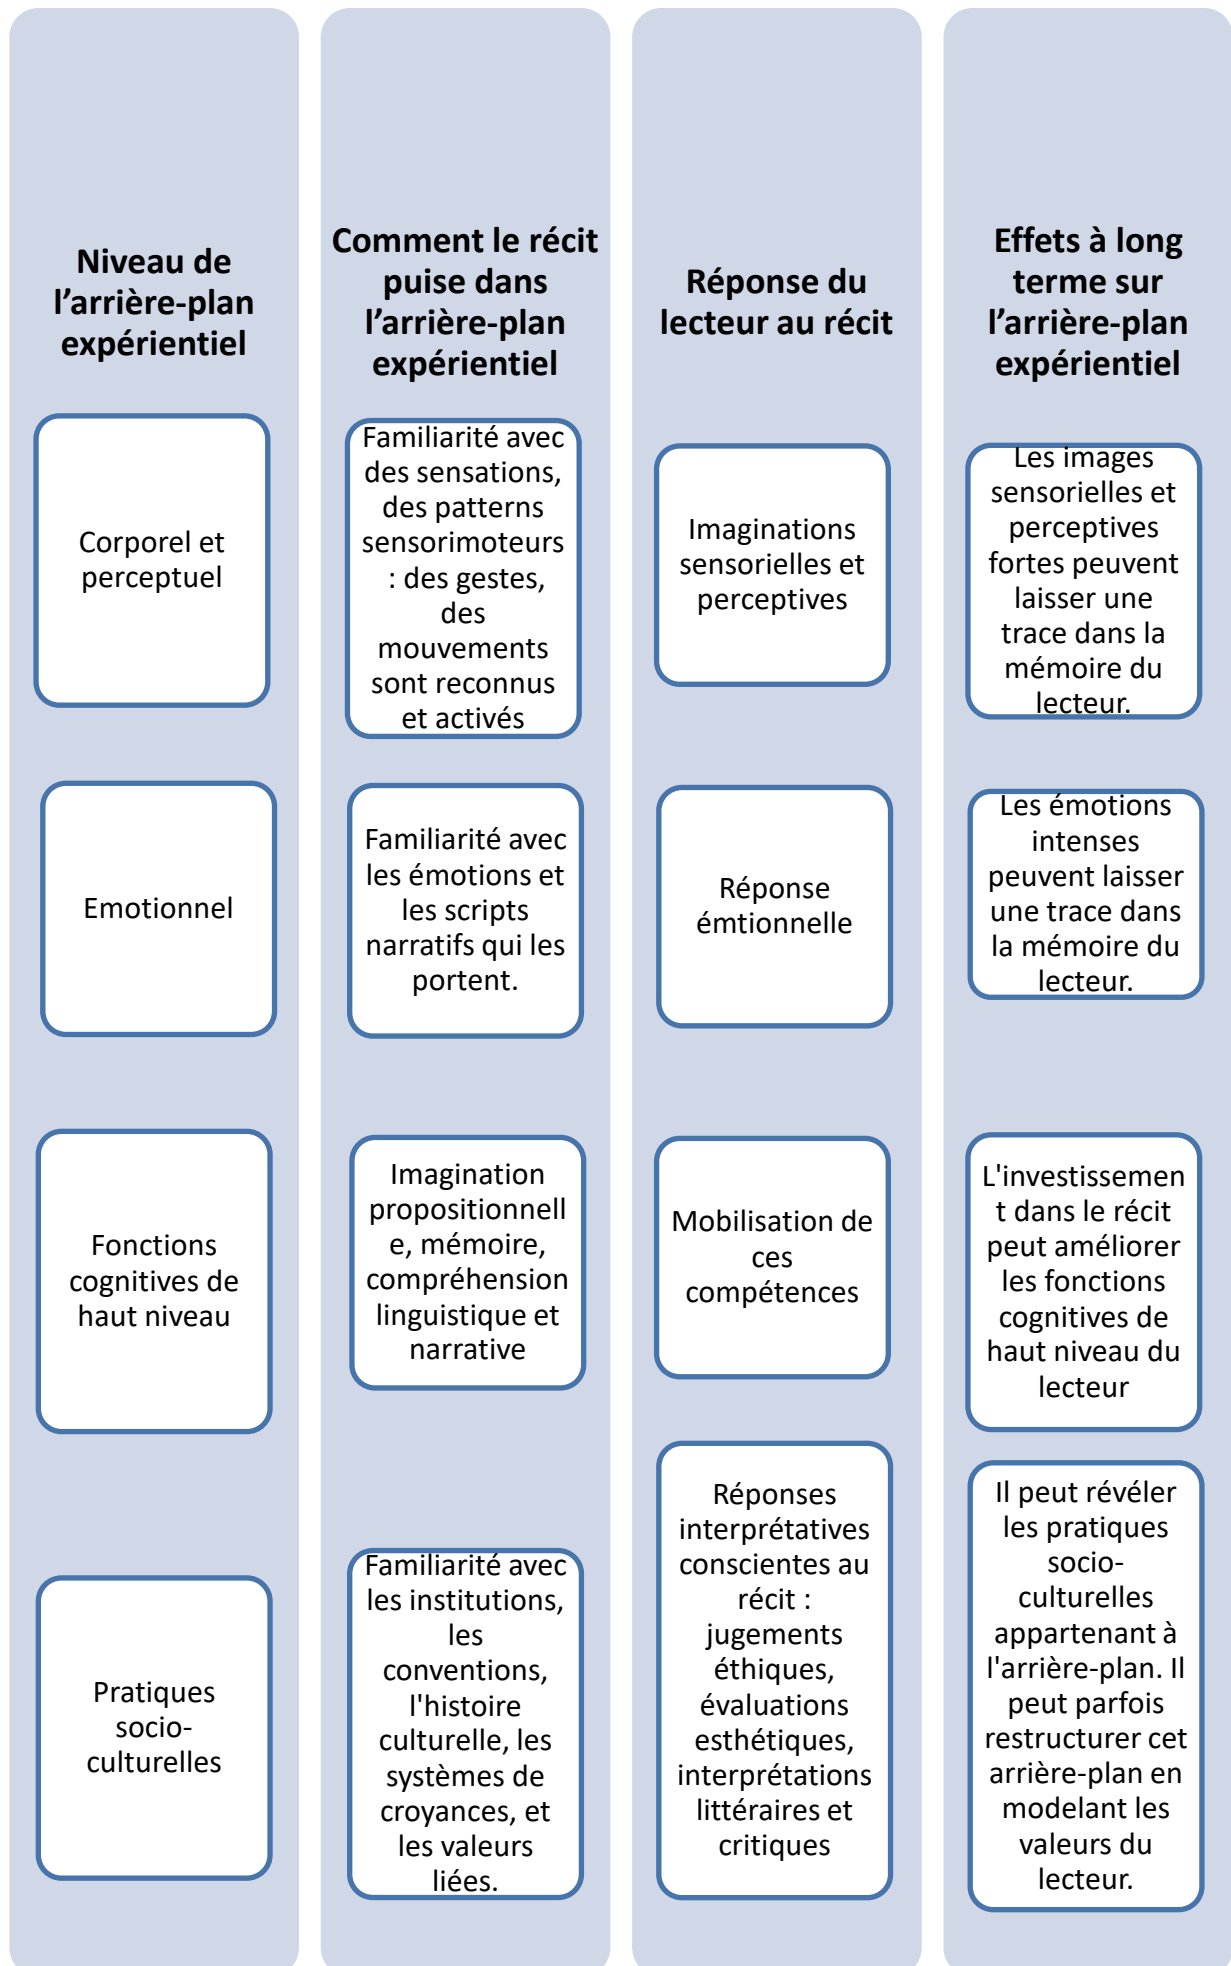 Niveau de
l’arrière-plan
expérientiel
Corporel et
perceptuel
Emotionnel
Fonctions
cognitives de
haut niveau
Pratiques
socio-
culturelles
Comment le récit
puise dans
l’arrière-plan
expérientiel
Familiarité avec
des sensations,
des patterns
sensorimoteurs
: des gestes,
des
mouvements
sont reconnus
et activés
Familiarité avec
les émotions et
les scripts
narratifs qui les
portent.
Imagination
propositionnell
e, mémoire,
compréhension
linguistique et
narrative
Familiarité avec
les institutions,
les
conventions,
l'histoire
culturelle, les
systèmes de
croyances, et
les valeurs
liées.
Réponse du
lecteur au récit
Imaginations
sensorielles et
perceptives
Réponse
émtionnelle
Mobilisation de
ces
compétences
Réponses
interprétatives
conscientes au
récit :
jugements
éthiques,
évaluations
esthétiques,
interprétations
littéraires et
critiques
Effets à long
terme sur
l’arrière-plan
expérientiel
Les images
sensorielles et
perceptives
fortes peuvent
laisser une
trace dans la
mémoire du
lecteur.
Les émotions
intenses
peuvent laisser
une trace dans
la mémoire du
lecteur.
L'investissemen
t dans le récit
peut améliorer
les fonctions
cognitives de
haut niveau du
lecteur
Il peut révéler
les pratiques
socio-
culturelles
appartenant à
l'arrière-plan. Il
peut parfois
restructurer cet
arrière-plan en
modelant les
valeurs du
lecteur.